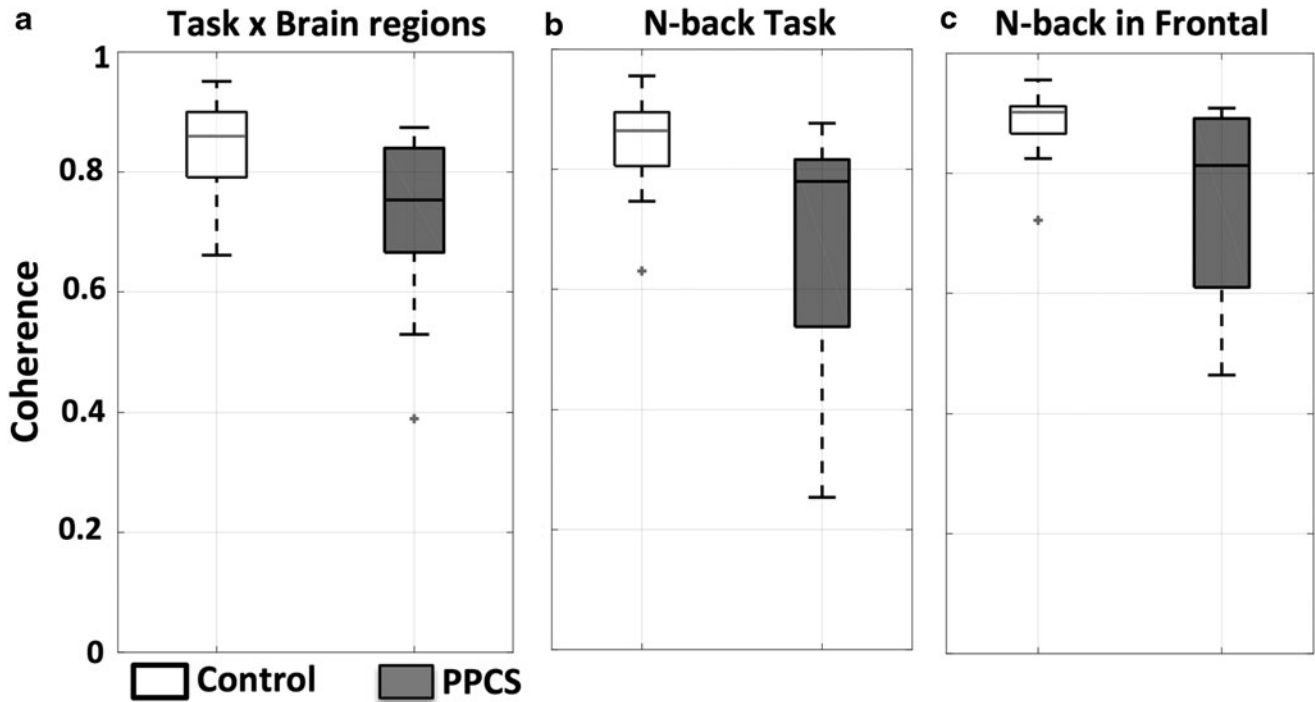 a Task x Brain regions
b N-back Task
c N-back in Frontal
1
0.8
0.6
0.4
0.2
0
Coherence
Control PPCS